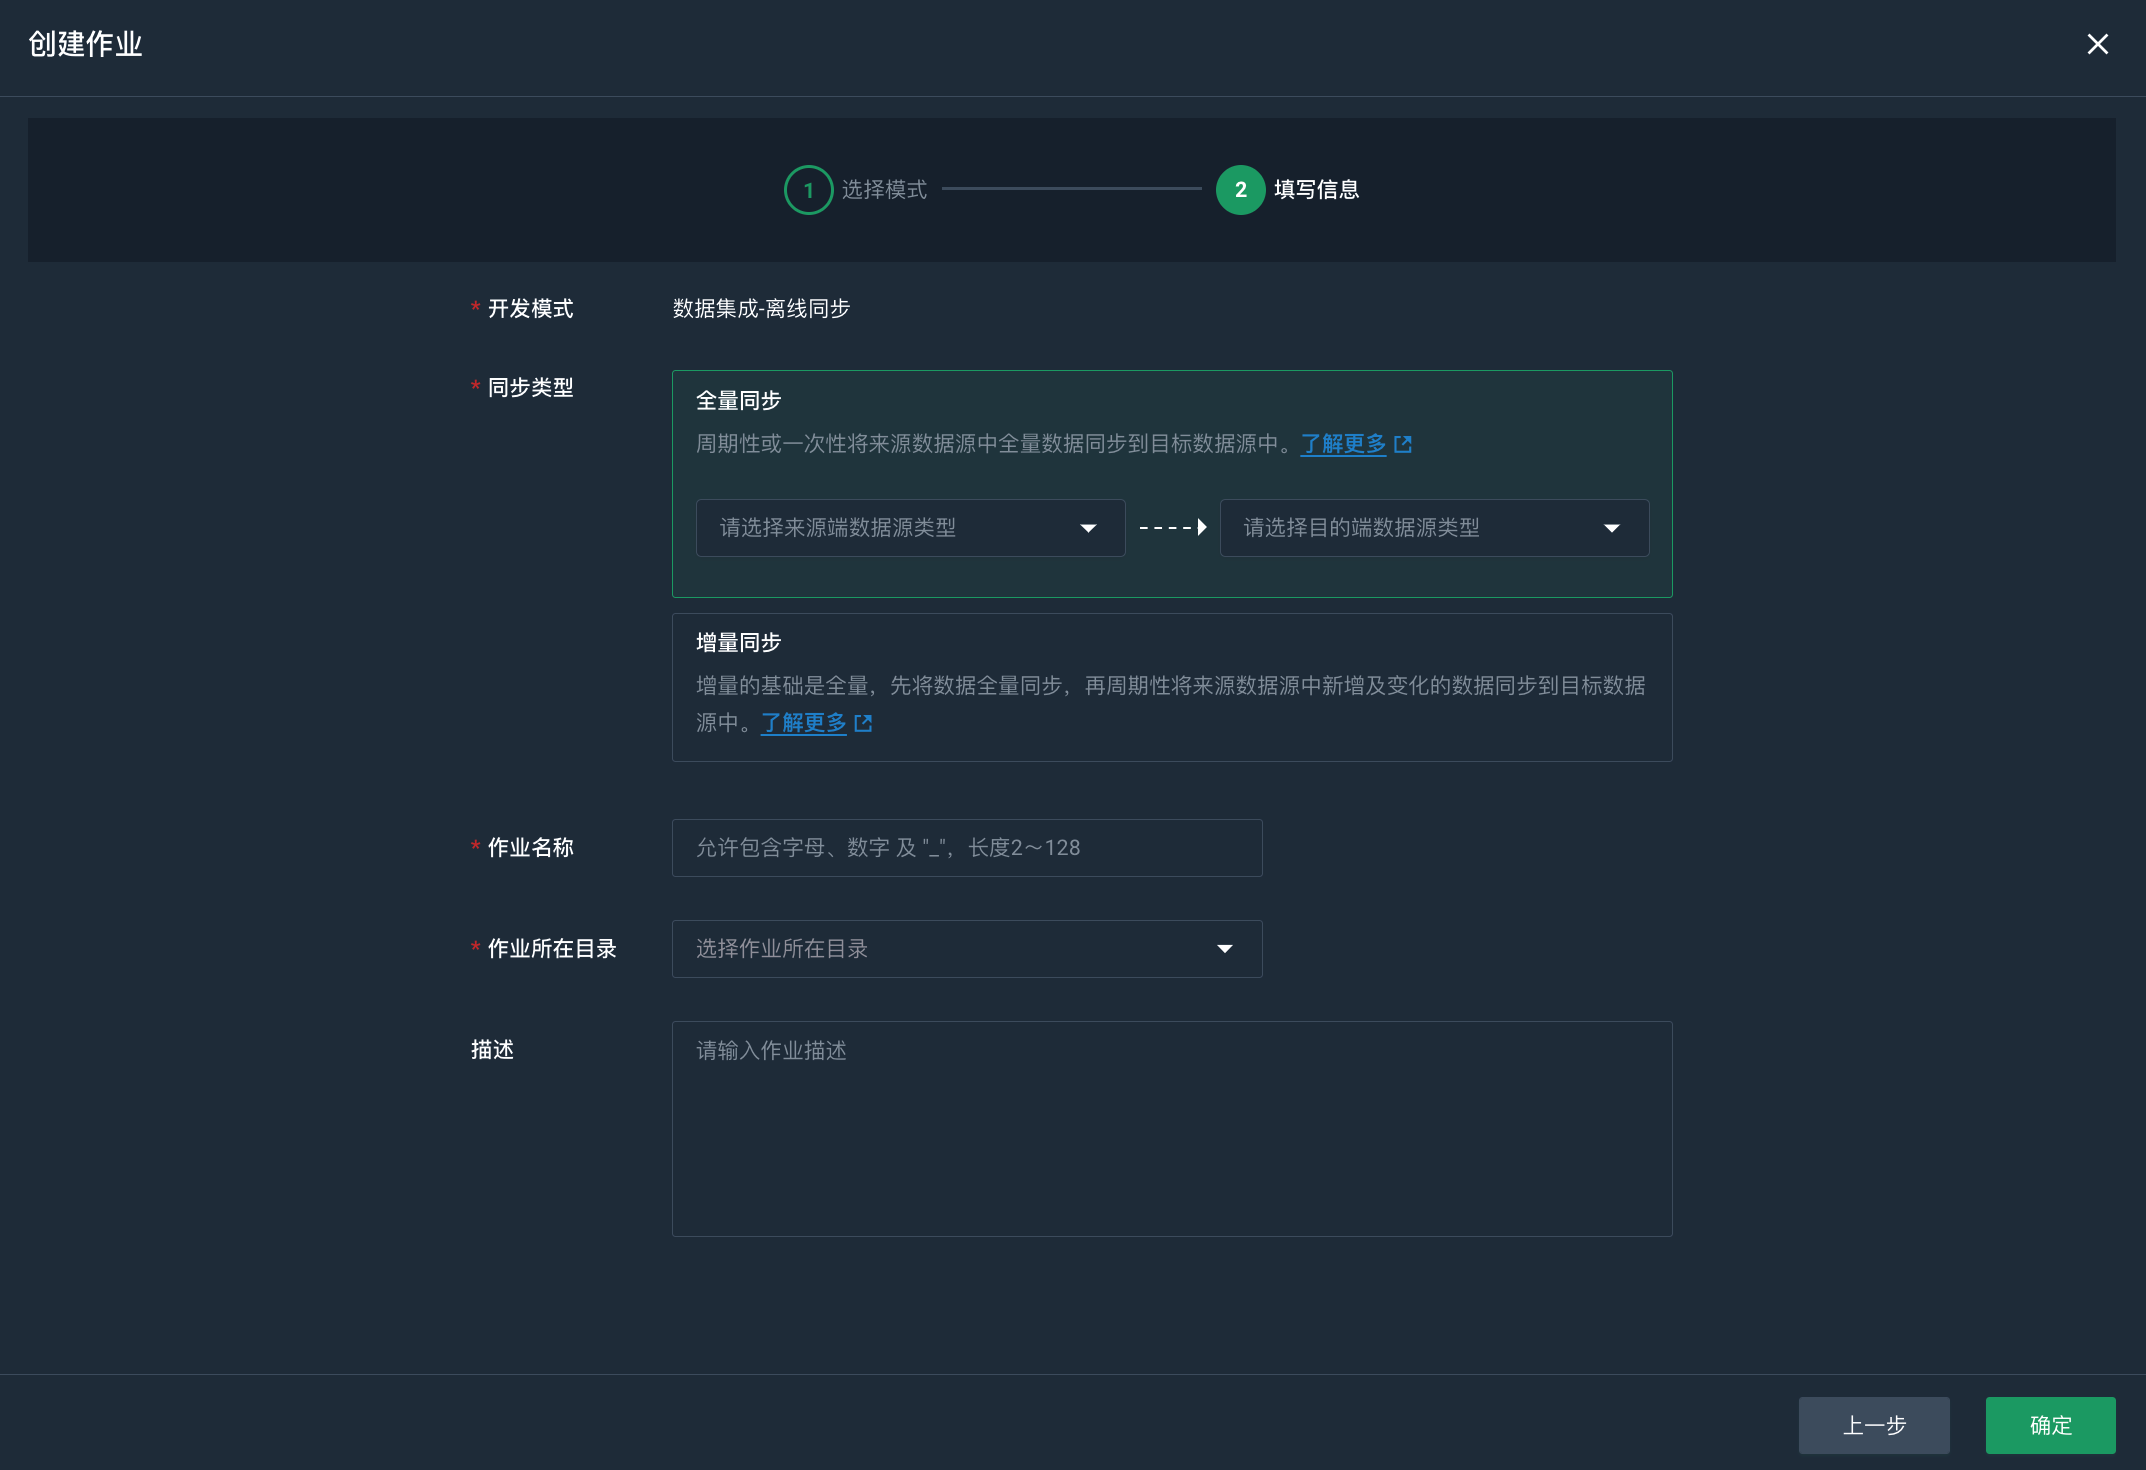 创建作业
1 选择模式 2 填写信息
* 开发模式 数据集成-离线同步
* 同步类型
全量同步
周期性或一次性将来源数据源中全量数据同步到目标数据源中。了解更多
请选择来源端数据源类型 请选择目的端数据源类型
增量同步
增量的基础是全量，先将数据全量同步，再周期性将来源数据源中新增及变化的数据同步到目标数据
源中。了解更多
* 作业名称 允许包含字母、数字 及 "_"，长度2～128
* 作业所在目录 选择作业所在目录
描述 请输入作业描述
上一步 确定